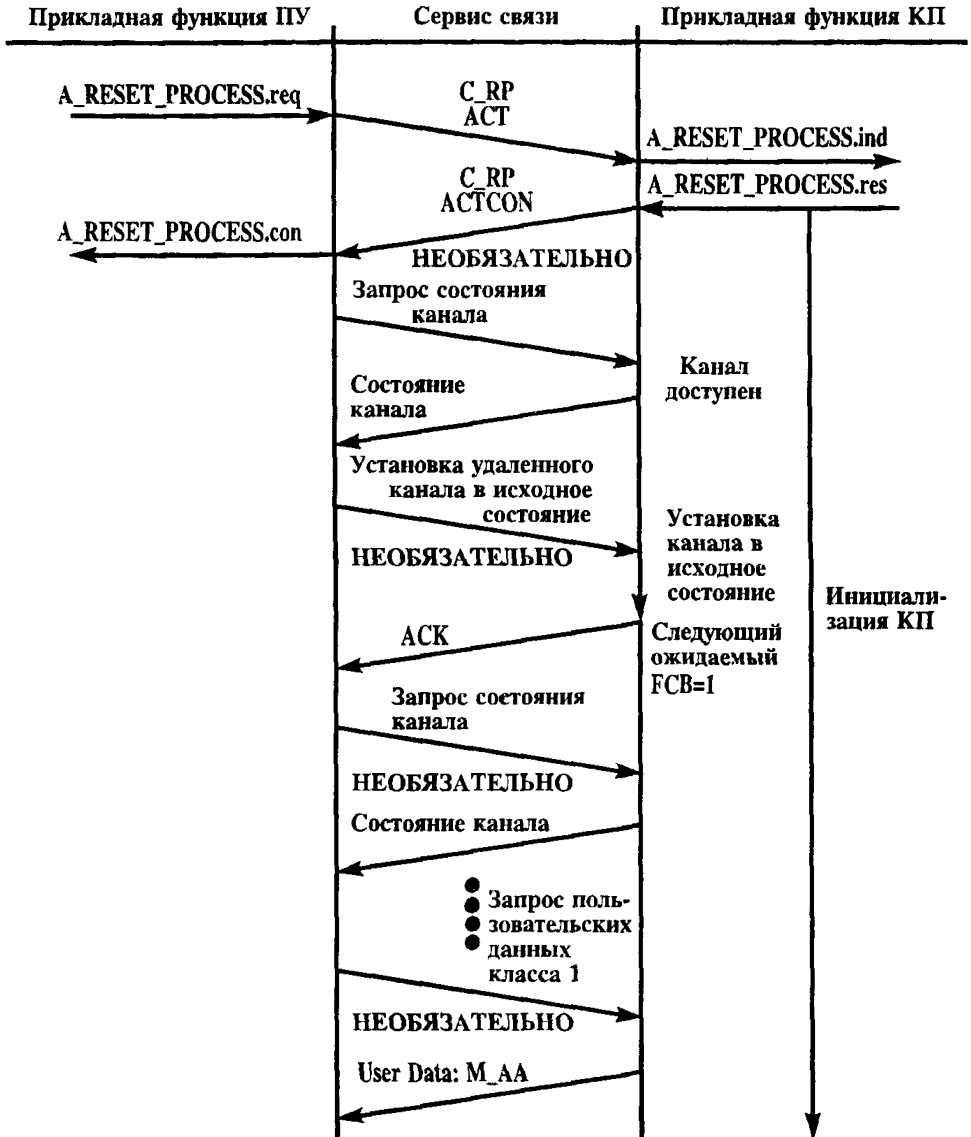 Прикладная функция ПУ
Сервис связи
Прикладная функция КП
A_RESET_PROCESS.req
C_RP
ACT
A_RESET_PROCESS.ind
C_RP
ACTCON
A_RESET_PROCESS.res
A_RESET_PROCESS.con
НЕОБЯЗАТЕЛЬНО
Запрос состояния
канала
Канал
доступен
Состояние
канала
Установка удаленного
канала в исходное
состояние
НЕОБЯЗАТЕЛЬНО
Установка
канала в
исходное
состояние
Инициали-
зация КП
ACK
Следующий
ожидаемый
FCB=1
Запрос состояния
канала
НЕОБЯЗАТЕЛЬНО
Состояние канала
Запрос поль-
зовательских
данных
класса 1
НЕОБЯЗАТЕЛЬНО
User Data: M_AA